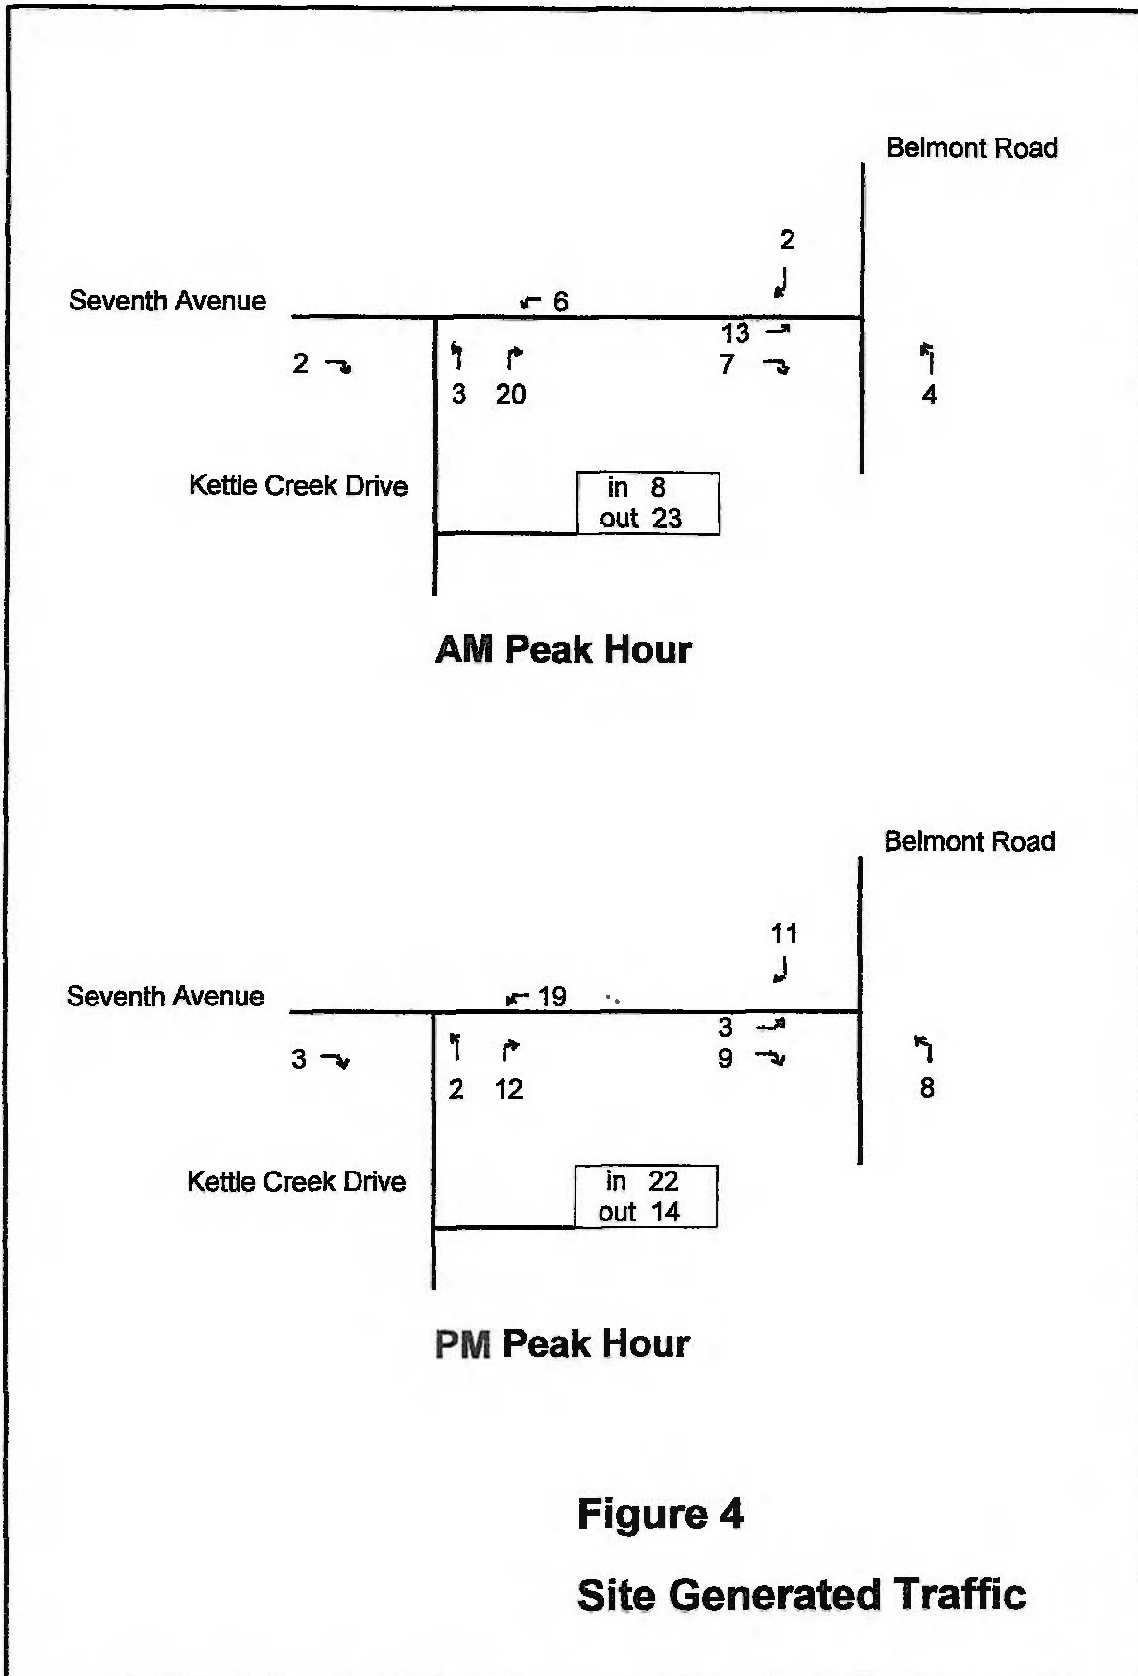 Belmont Road
2
Seventh Avenue
6
13
2
7
3 20
4
Kettle Creek Drive
in 8
out 23
AM Peak Hour
Belmont Road
11
Seventh Avenue
19
3
3
9
2 12
8
Kettle Creek Drive
in 22
out 14
PM Peak Hour
Figure 4
Site Generated Traffic